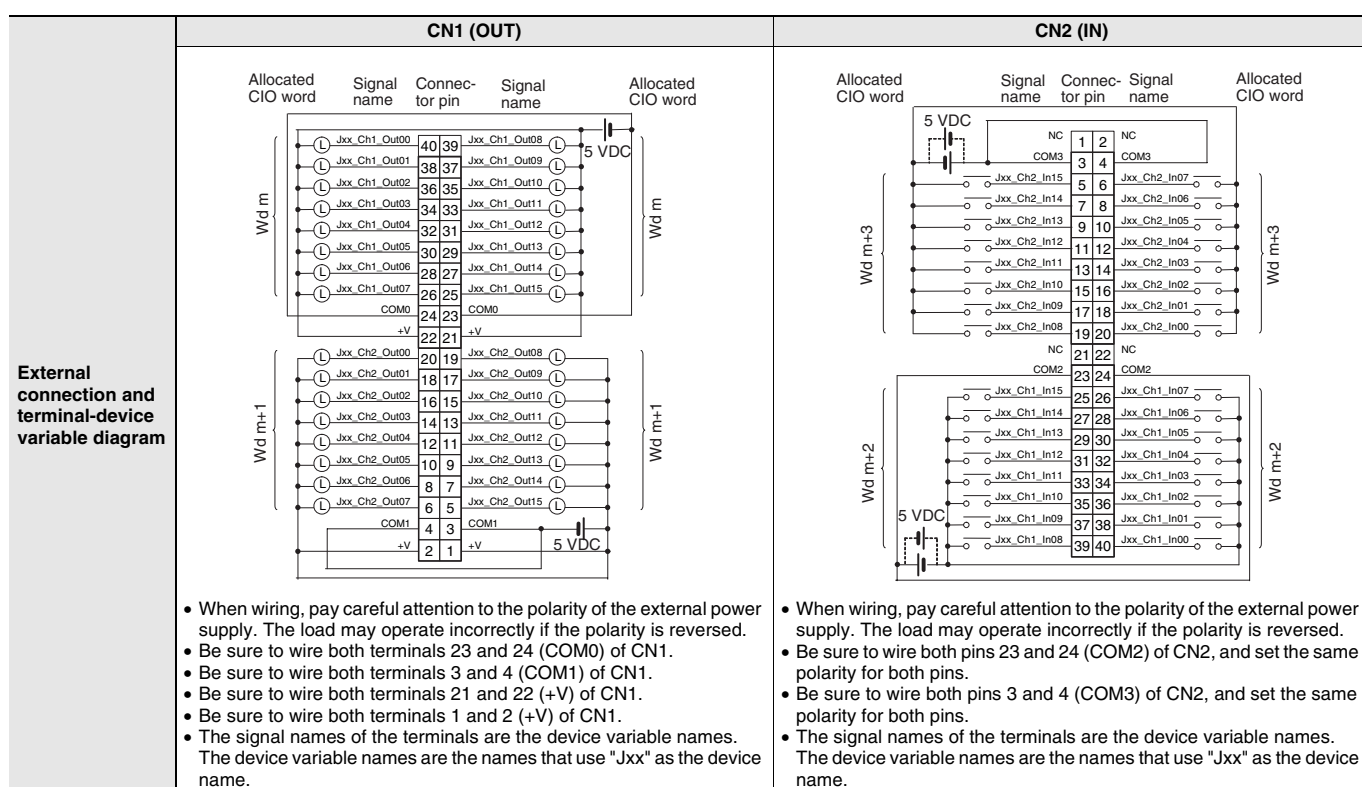 CN1 (OUT)
CN2 (IN)
External
connection and
terminal-device
variable diagram
Allocated
CIO word
Signal
name
Connec-
tor pin
Signal
name
Allocated
CIO word
5 VDC
Wd m
Wd m
Jxx_Ch1_Out00 40 39 Jxx_Ch1_Out08
Jxx_Ch1_Out01 38 37 Jxx_Ch1_Out09
Jxx_Ch1_Out02 36 35 Jxx_Ch1_Out10
Jxx_Ch1_Out03 34 33 Jxx_Ch1_Out11
Jxx_Ch1_Out04 32 31 Jxx_Ch1_Out12
Jxx_Ch1_Out05 30 29 Jxx_Ch1_Out13
Jxx_Ch1_Out06 28 27 Jxx_Ch1_Out14
Jxx_Ch1_Out07 26 25 Jxx_Ch1_Out15
COM0 24 23 COM0
+V 22 21 +V
Wd m+1
Wd m+1
Jxx_Ch2_Out00 20 19 Jxx_Ch2_Out08
Jxx_Ch2_Out01 18 17 Jxx_Ch2_Out09
Jxx_Ch2_Out02 16 15 Jxx_Ch2_Out10
Jxx_Ch2_Out03 14 13 Jxx_Ch2_Out11
Jxx_Ch2_Out04 12 11 Jxx_Ch2_Out12
Jxx_Ch2_Out05 10 9 Jxx_Ch2_Out13
Jxx_Ch2_Out06 8 7 Jxx_Ch2_Out14
Jxx_Ch2_Out07 6 5 Jxx_Ch2_Out15
COM1 4 3 COM1
+V 2 1 +V
5 VDC
• When wiring, pay careful attention to the polarity of the external power
supply. The load may operate incorrectly if the polarity is reversed.
• Be sure to wire both terminals 23 and 24 (COM0) of CN1.
• Be sure to wire both terminals 3 and 4 (COM1) of CN1.
• Be sure to wire both terminals 21 and 22 (+V) of CN1.
• Be sure to wire both terminals 1 and 2 (+V) of CN1.
• The signal names of the terminals are the device variable names.
The device variable names are the names that use "Jxx" as the device
name.
Allocated
CIO word
Signal
name
Connec-
tor pin
Signal
name
Allocated
CIO word
5 VDC
NC 1 2 NC
COM3 3 4 COM3
Wd m+3
Wd m+3
Jxx_Ch2_In15 5 6 Jxx_Ch2_In07
Jxx_Ch2_In14 7 8 Jxx_Ch2_In06
Jxx_Ch2_In13 9 10 Jxx_Ch2_In05
Jxx_Ch2_In12 11 12 Jxx_Ch2_In04
Jxx_Ch2_In11 13 14 Jxx_Ch2_In03
Jxx_Ch2_In10 15 16 Jxx_Ch2_In02
Jxx_Ch2_In09 17 18 Jxx_Ch2_In01
Jxx_Ch2_In08 19 20 Jxx_Ch2_In00
NC 21 22 NC
COM2 23 24 COM2
Wd m+2
Wd m+2
Jxx_Ch1_In15 25 26 Jxx_Ch1_In07
Jxx_Ch1_In14 27 28 Jxx_Ch1_In06
Jxx_Ch1_In13 29 30 Jxx_Ch1_In05
Jxx_Ch1_In12 31 32 Jxx_Ch1_In04
Jxx_Ch1_In11 33 34 Jxx_Ch1_In03
Jxx_Ch1_In10 35 36 Jxx_Ch1_In02
Jxx_Ch1_In09 37 38 Jxx_Ch1_In01
Jxx_Ch1_In08 39 40 Jxx_Ch1_In00
5 VDC
• When wiring, pay careful attention to the polarity of the external power
supply. The load may operate incorrectly if the polarity is reversed.
• Be sure to wire both pins 23 and 24 (COM2) of CN2, and set the same
polarity for both pins.
• Be sure to wire both pins 3 and 4 (COM3) of CN2, and set the same
polarity for both pins.
• The signal names of the terminals are the device variable names.
The device variable names are the names that use "Jxx" as the device
name.